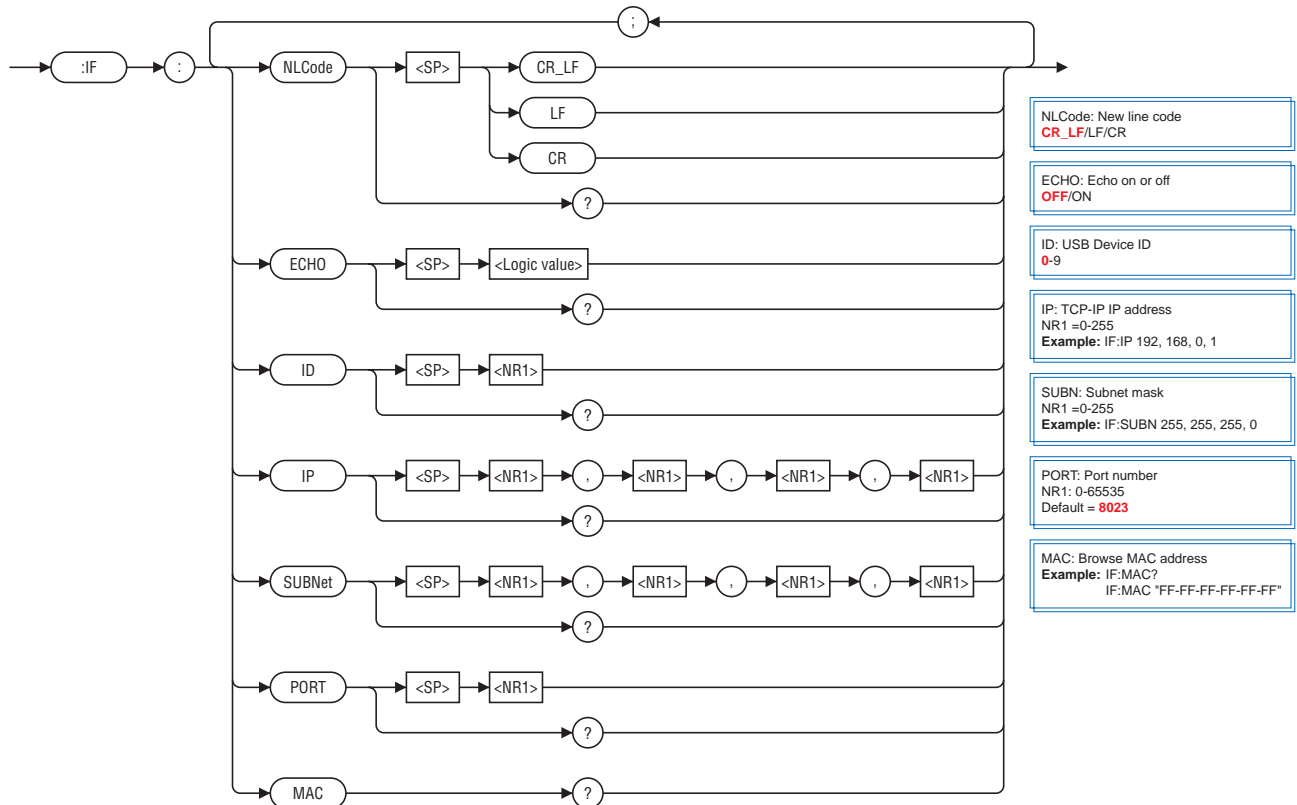 ;
:IF : NLCode <SP> CR_LF
LF
CR
?
ECHO <SP> <Logic value>
?
ID <SP> <NR1>
?
IP <SP> <NR1> , <NR1> , <NR1> , <NR1>
?
SUBNet <SP> <NR1> , <NR1> , <NR1> , <NR1>
?
PORT <SP> <NR1>
?
MAC ?
NLCode: New line code
CR_LF/LF/CR
ECHO: Echo on or off
OFF/ON
ID: USB Device ID
0-9
IP: TCP-IP IP address
NR1 =0-255
Example: IF:IP 192, 168, 0, 1
SUBN: Subnet mask
NR1 =0-255
Example: IF:SUBN 255, 255, 255, 0
PORT: Port number
NR1: 0-65535
Default = 8023
MAC: Browse MAC address
Example: IF:MAC?
IF:MAC "FF-FF-FF-FF-FF-FF"